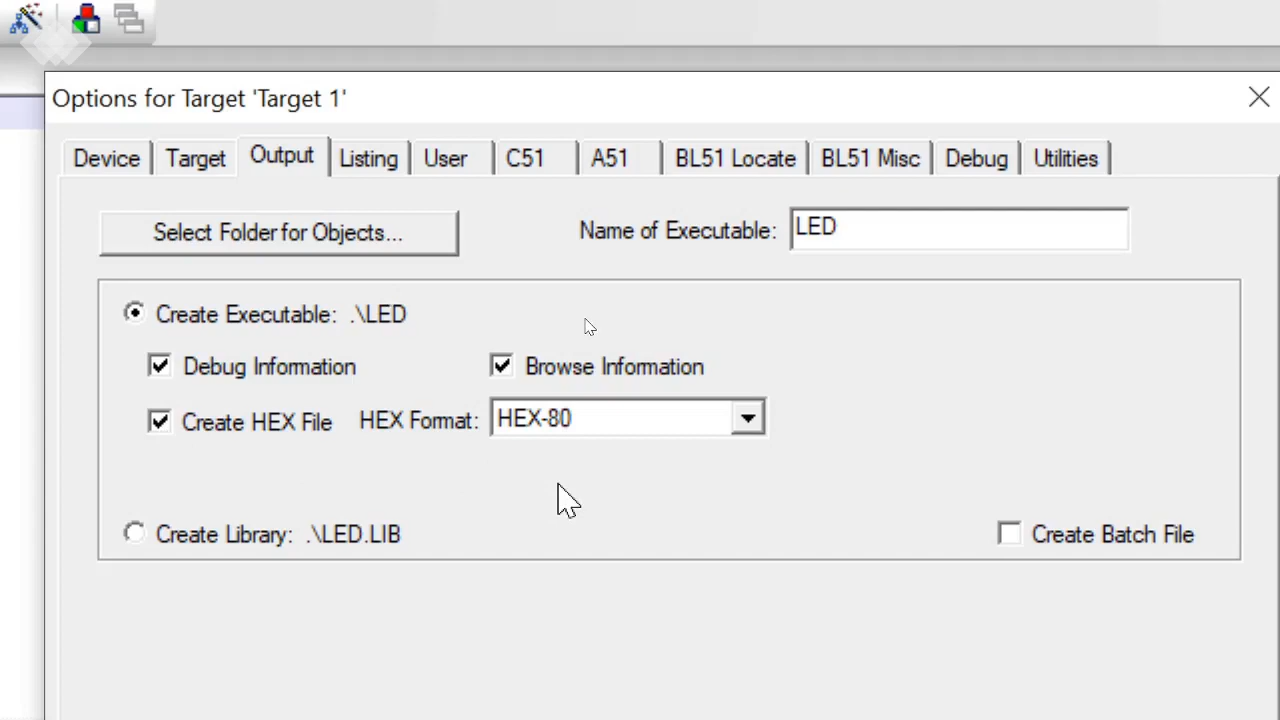 Options for Target 'Target 1'
Device Target Output Listing User C51 A51 BL51 Locate BL51 Misc Debug Utilities
Select Folder for Objects... Name of Executable: LED
Create Executable: .\LED
Debug Information Browse Information
Create HEX File HEX Format: HEX-80
Create Library: .\LED.LIB Create Batch File